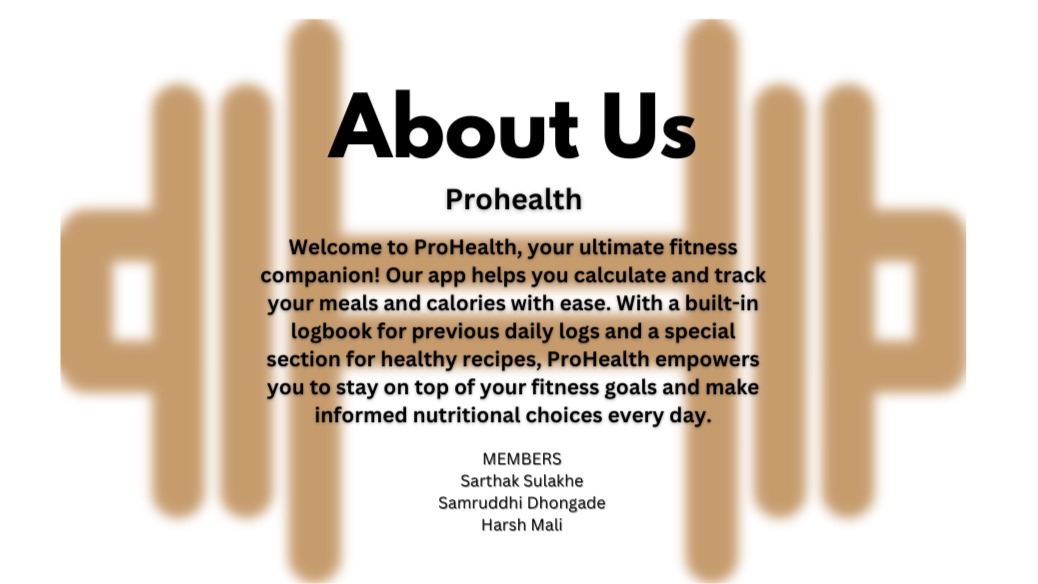 About Us
Prohealth
Welcome to ProHealth, your ultimate fitness
companion! Our app helps you calculate and track
your meals and calories with ease. With a built-in
logbook for previous daily logs and a special
section for healthy recipes, ProHealth empowers
you to stay on top of your fitness goals and make
informed nutritional choices every day.
MEMBERS
Sarthak Sulakhe
Samruddhi Dhongade
Harsh Mali